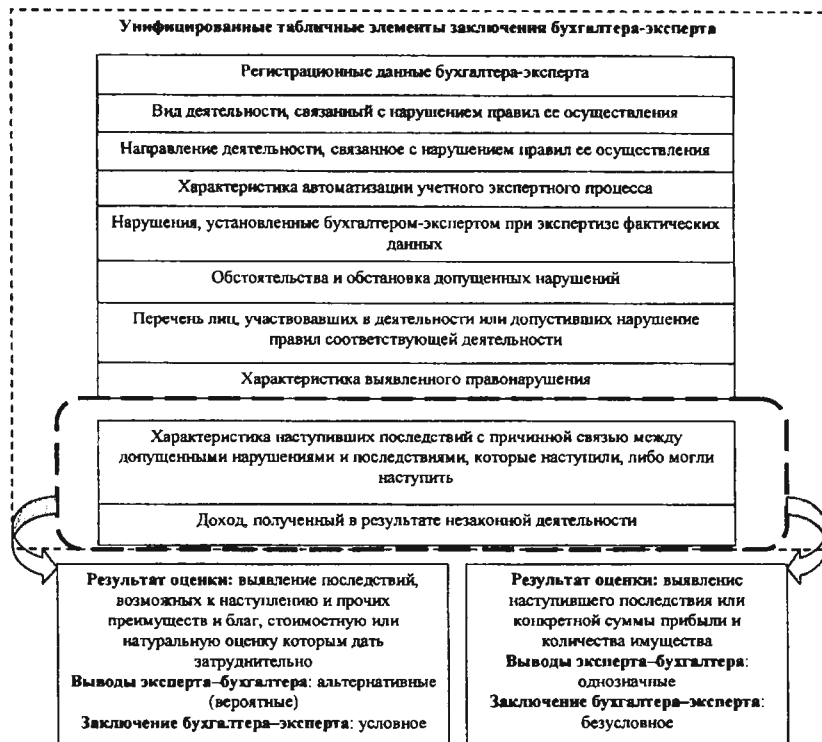 Унифицированные табличные элементы заключения бухгалтера-эксперта
Регистрационные данные бухгалтера-эксперта
Вид деятельности, связанный с нарушением правил ее осуществления
Направление деятельности, связанное с нарушением правил ее осуществления
Характеристика автоматизации учетного экспертного процесса
Нарушения, установленные бухгалтером-экспертом при экспертизе фактических
данных
Обстоятельства и обстановка допущенных нарушений
Перечень лиц, участвовавших в деятельности или допустивших нарушение
правил соответствующей деятельности
Характеристика выявленного правонарушения
Характеристика наступивших последствий с причинной связью между
допущенными нарушениями и последствиями, которые наступили, либо могли
наступить
Доход, полученный в результате незаконной деятельности
Результат оценки: выявление последствий,
возможных к наступлению и прочих
преимуществ и благ, стоимостную или
натуральную оценку которым дать
затруднительно
Выводы эксперта–бухгалтера: альтернативные
(вероятные)
Заключение бухгалтера–эксперта: условное
Результат оценки: выявление
наступившего последствия или
конкретной суммы прибыли и
количества имущества
Выводы эксперта–бухгалтера:
однозначные
Заключение бухгалтера–эксперта:
безусловное